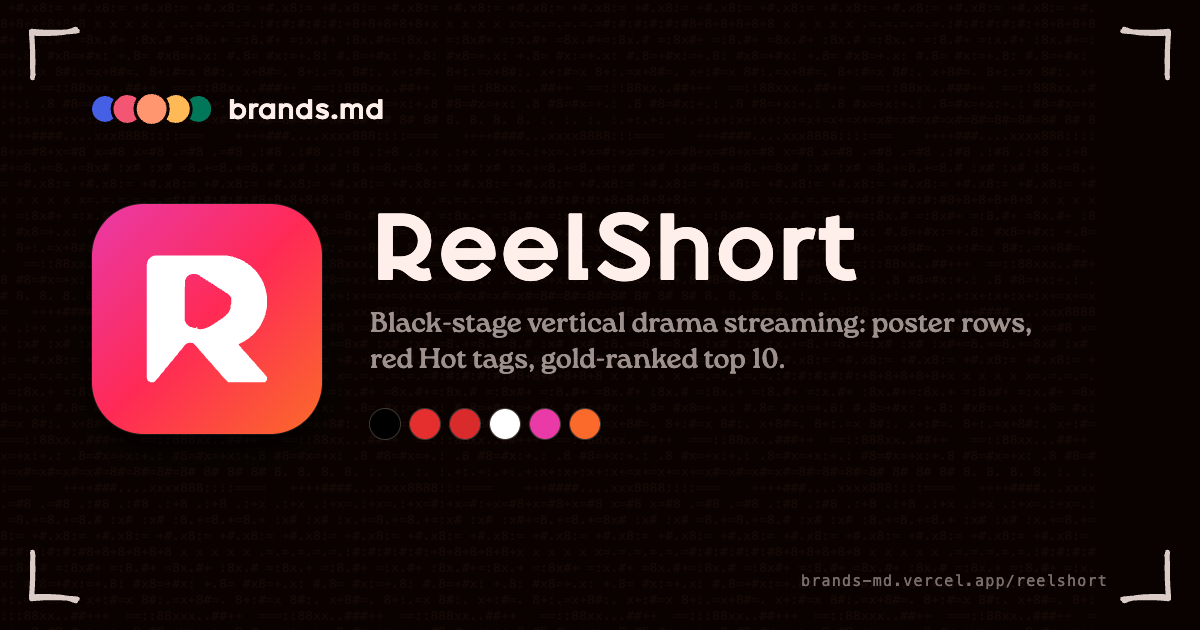 brands.md
R
ReelShort
Black-stage vertical drama streaming: poster rows,
red Hot tags, gold-ranked top 10.
brands-md.vercel.app/reelshort